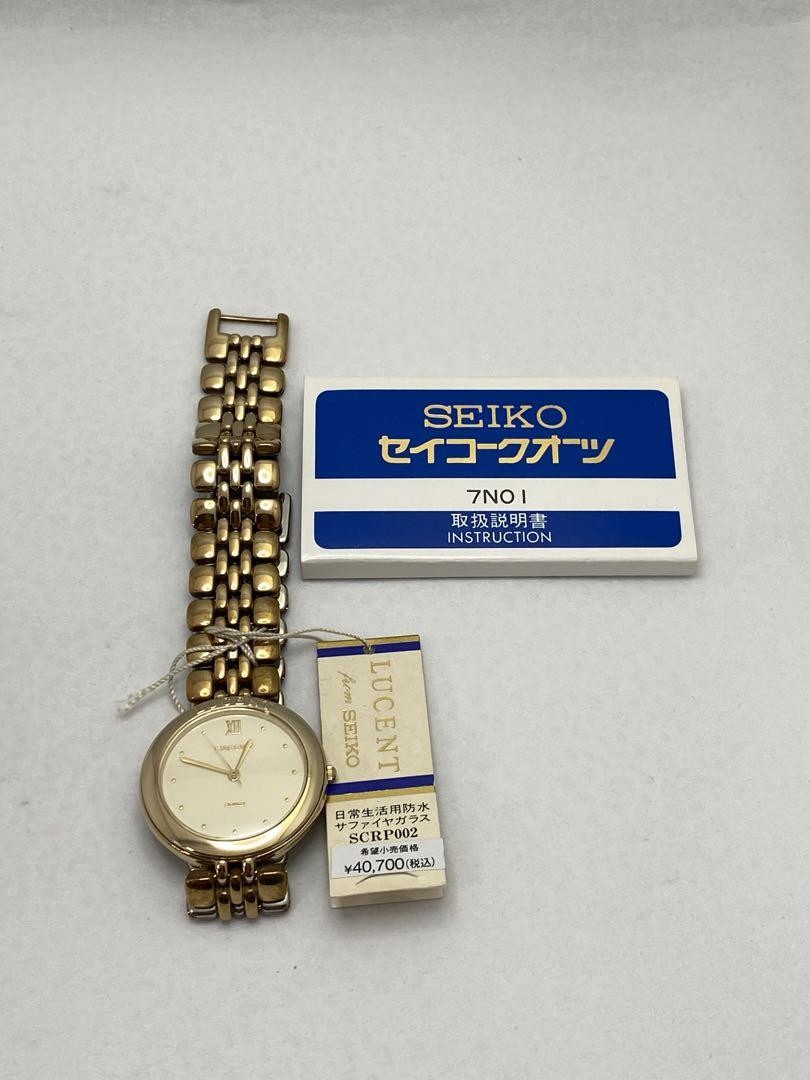 SEIKO
セイコークオーツ
7N01
取扱説明書
INSTRUCTION
LUCENT
from SEIKO
日常生活用防水
サファイヤガラス
SCRP002
希望小売価格
¥40,700(税込)
XII